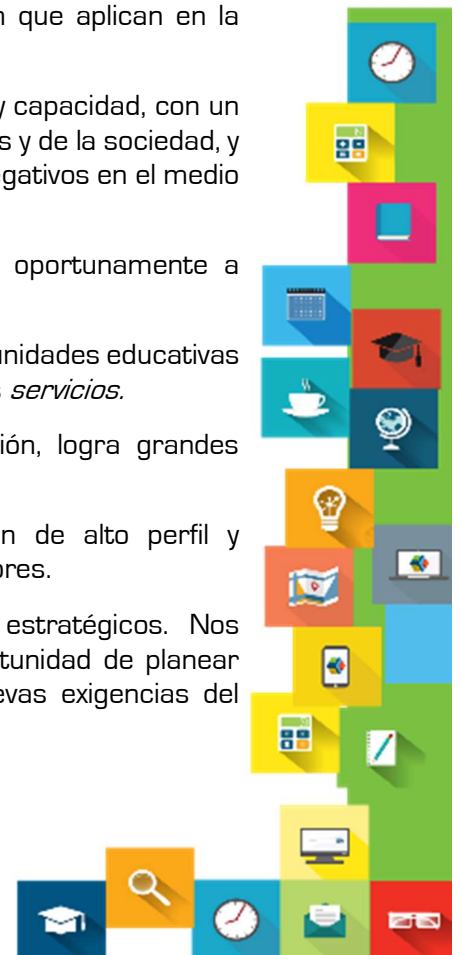 que aplican en la
y capacidad, con un
s y de la sociedad, y
egativos en el medio
oportunamente a
unidades educativas
servicios.
ión, logra grandes
n de alto perfil y
ores.
estratégicos. Nos
tunidad de planear
evas exigencias del